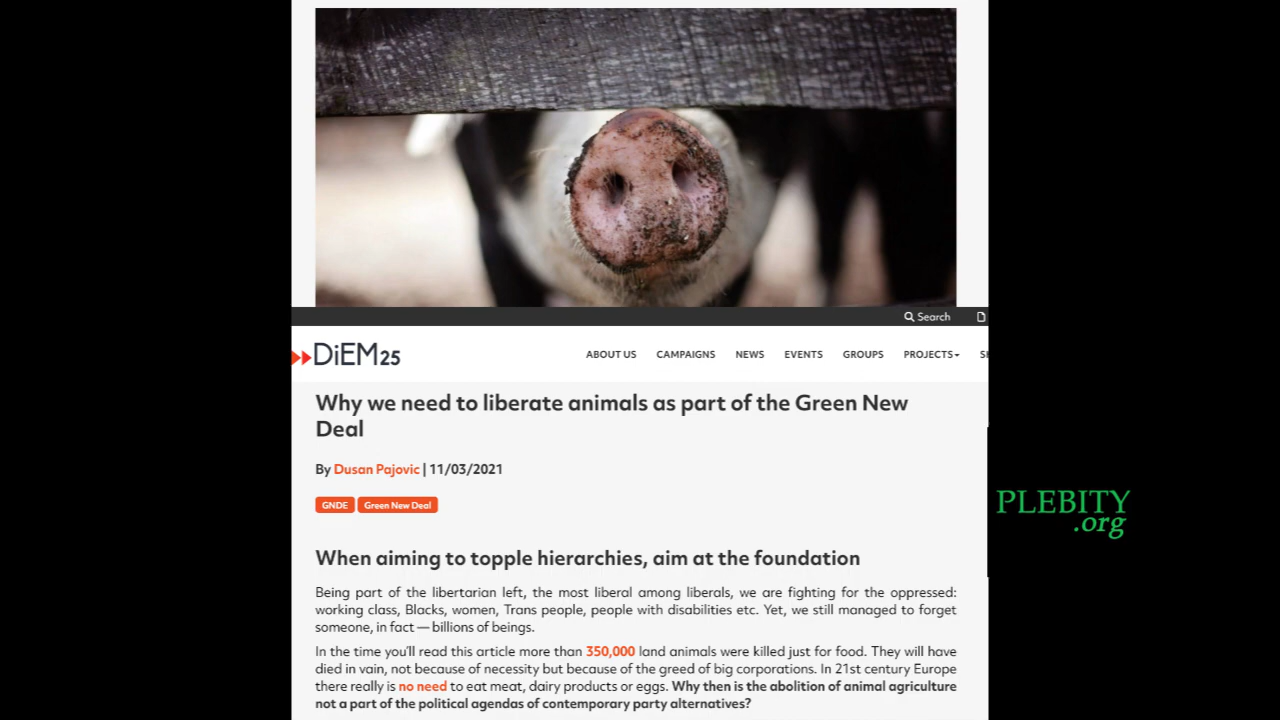 Search
DiEM25
ABOUT US CAMPAIGNS NEWS EVENTS GROUPS PROJECTS
Why we need to liberate animals as part of the Green New
Deal
By Dusan Pajovic | 11/03/2021
GNDE Green New Deal
PLEBITY
.org
When aiming to topple hierarchies, aim at the foundation
Being part of the libertarian left, the most liberal among liberals, we are fighting for the oppressed:
working class, Blacks, women, Trans people, people with disabilities etc. Yet, we still managed to forget
someone, in fact — billions of beings.
In the time you'll read this article more than 350,000 land animals were killed just for food. They will have
died in vain, not because of necessity but because of the greed of big corporations. In 21st century Europe
there really is no need to eat meat, dairy products or eggs. Why then is the abolition of animal agriculture
not a part of the political agendas of contemporary party alternatives?